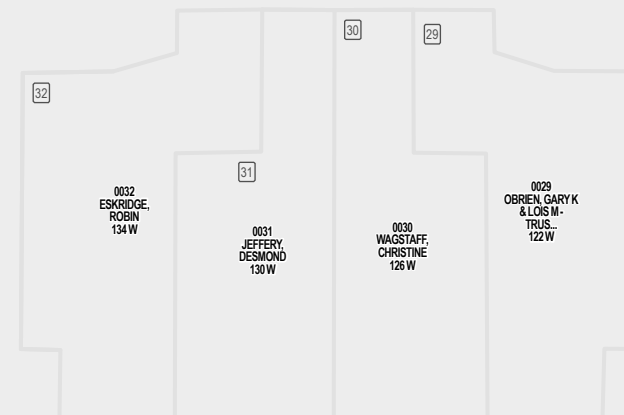 30
29
32
31
0032
ESKRIDGE,
ROBIN
134 W
0031
JEFFERY,
DESMOND
130 W
0030
WAGSTAFF,
CHRISTINE
126 W
0029
OBRIEN, GARY K
& LOIS M -
TRUS...
122 W